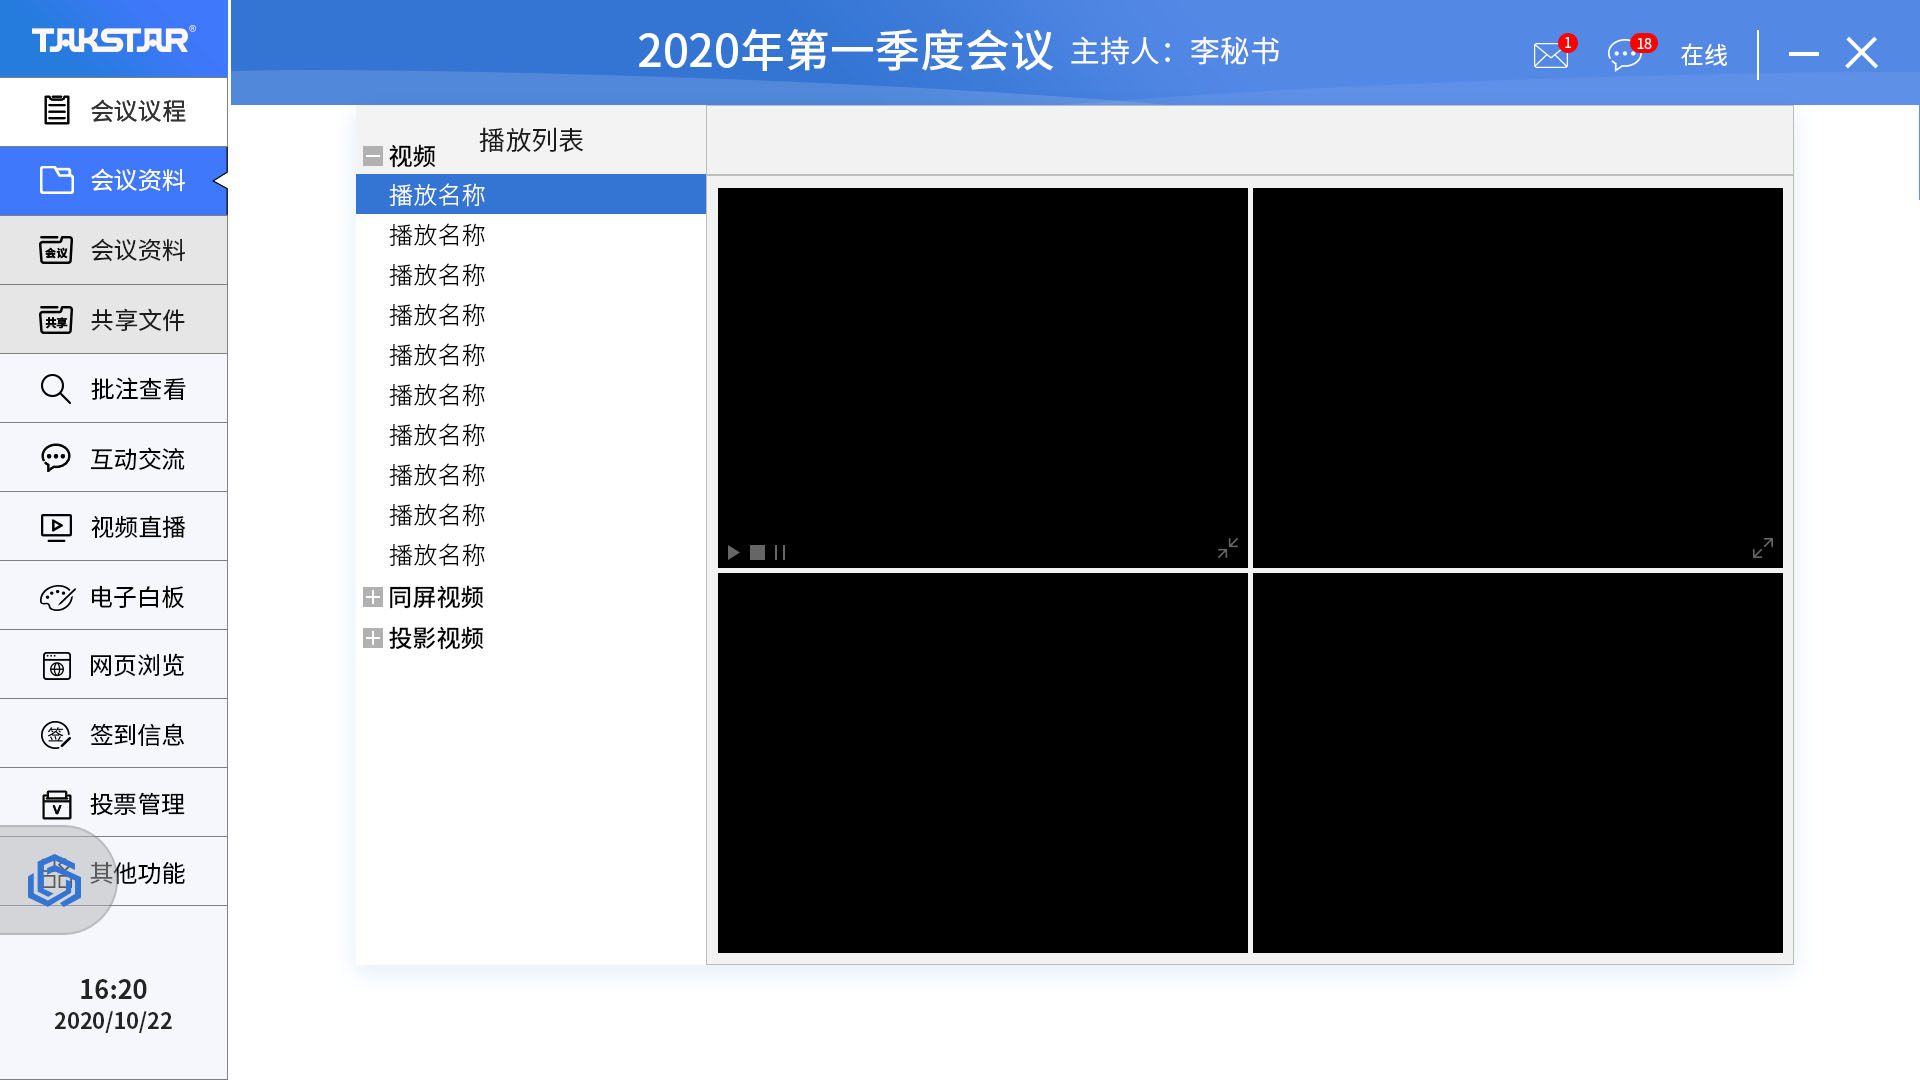 TAKSTAR®
2020年第一季度会议 主持人：李秘书
1
18
在线
会议议程
会议资料
会议 会议资料
共享 共享文件
批注查看
互动交流
视频直播
电子白板
网页浏览
签 签到信息
V 投票管理
其他功能
16:20
2020/10/22
播放列表
视频
播放名称
播放名称
播放名称
播放名称
播放名称
播放名称
播放名称
播放名称
播放名称
播放名称
同屏视频
投影视频